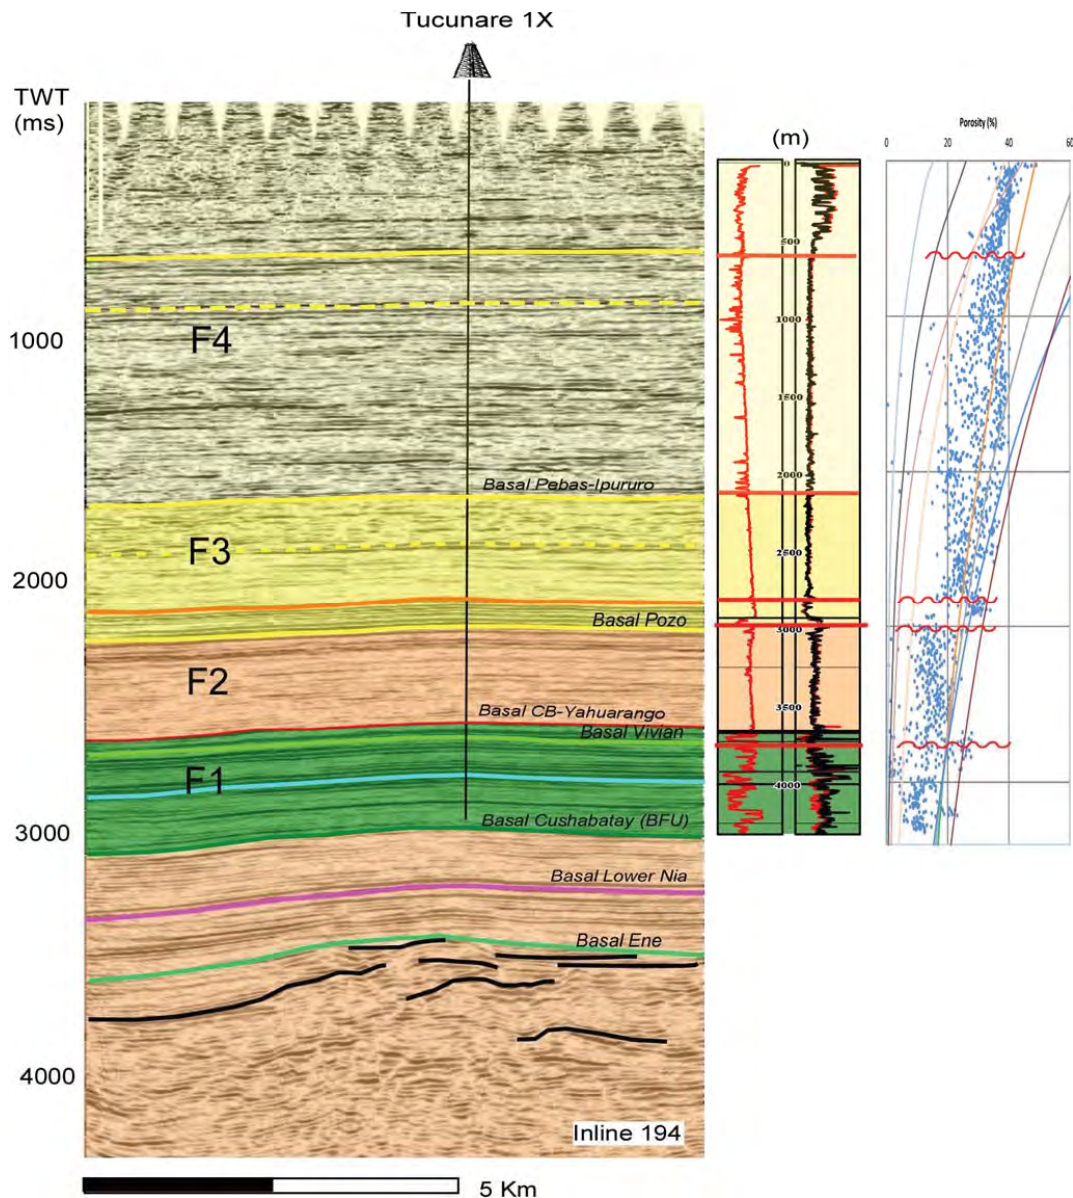 Tucunare 1X
TWT
(ms)
(m)
Porosity (%)
0
20
40
60
0
500
1000
1000
F4
1500
Basal Pebas-Ipururo
2000
F3
2500
2000
Basal Pozo
3000
F2
3500
Basal CB-Yahuarango
Basal Vivian
F1
4000
Basal Cushabatay (BFU)
3000
Basal Lower Nia
Basal Ene
4000
Inline 194
5 Km